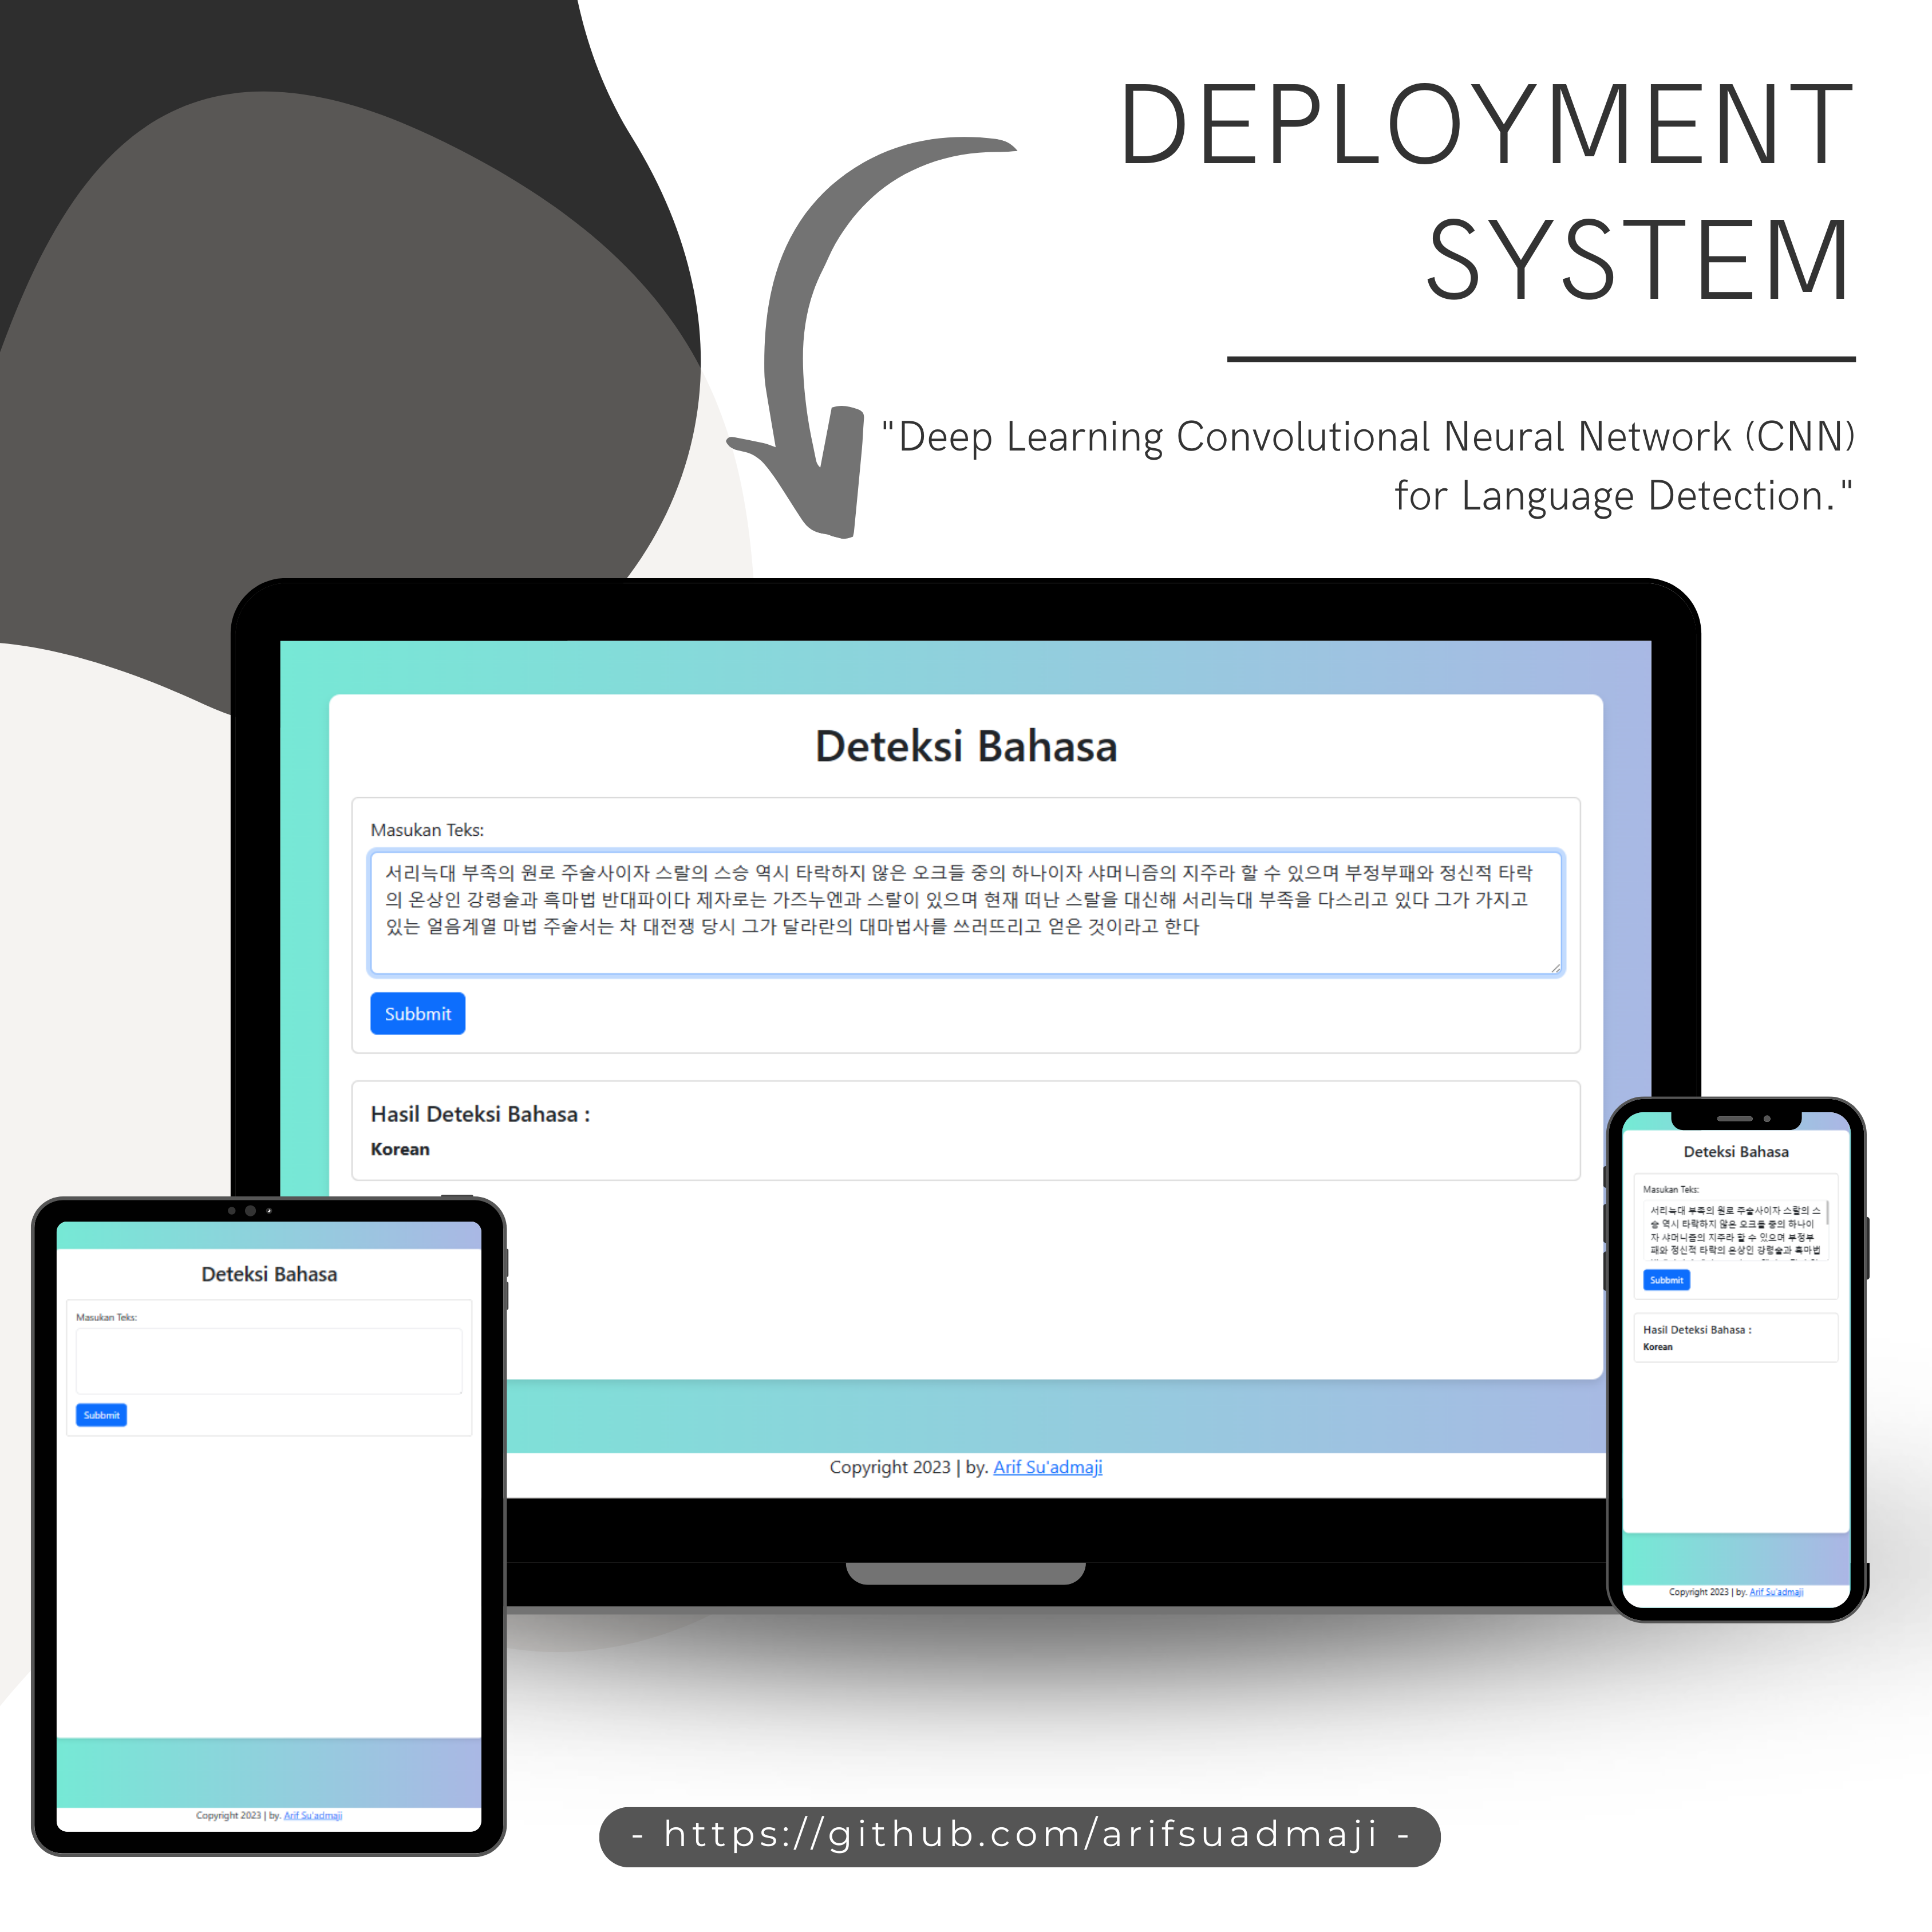 DEPLOYMENT
SYSTEM
"Deep Learning Convolutional Neural Network (CNN)
for Language Detection."
Deteksi Bahasa
Masukan Teks:
서리늑대 부족의 원로 주술사이자 스랄의 스승 역시 타락하지 않은 오크들 중의 하나이자 샤머니즘의 지주라 할 수 있으며 부정부패와 정신적 타락
의 온상인 강령술과 흑마법 반대파이다 제자로는 가즈누엔과 스랄이 있으며 현재 떠난 스랄을 대신해 서리늑대 부족을 다스리고 있다 그가 가지고
있는 얼음계열 마법 주술서는 차 대전쟁 당시 그가 달라란의 대마법사를 쓰러뜨리고 얻은 것이라고 한다
Subbmit
Hasil Deteksi Bahasa :
Korean
Copyright 2023 | by. Arif Su'admaji
Deteksi Bahasa
Masukan Teks:
Subbmit
Copyright 2023 | by. Arif Su'admaji
Deteksi Bahasa
Masukan Teks:
서리늑대 부족의 원로 주술사이자 스랄의 스
승 역시 타락하지 않은 오크들 중의 하나이
자 샤머니즘의 지주라 할 수 있으며 부정부
패와 정신적 타락의 온상인 강령술과 흑마법
Subbmit
Hasil Deteksi Bahasa :
Korean
Copyright 2023 | by. Arif Su'admaji
- https://github.com/arifsuadmaji -